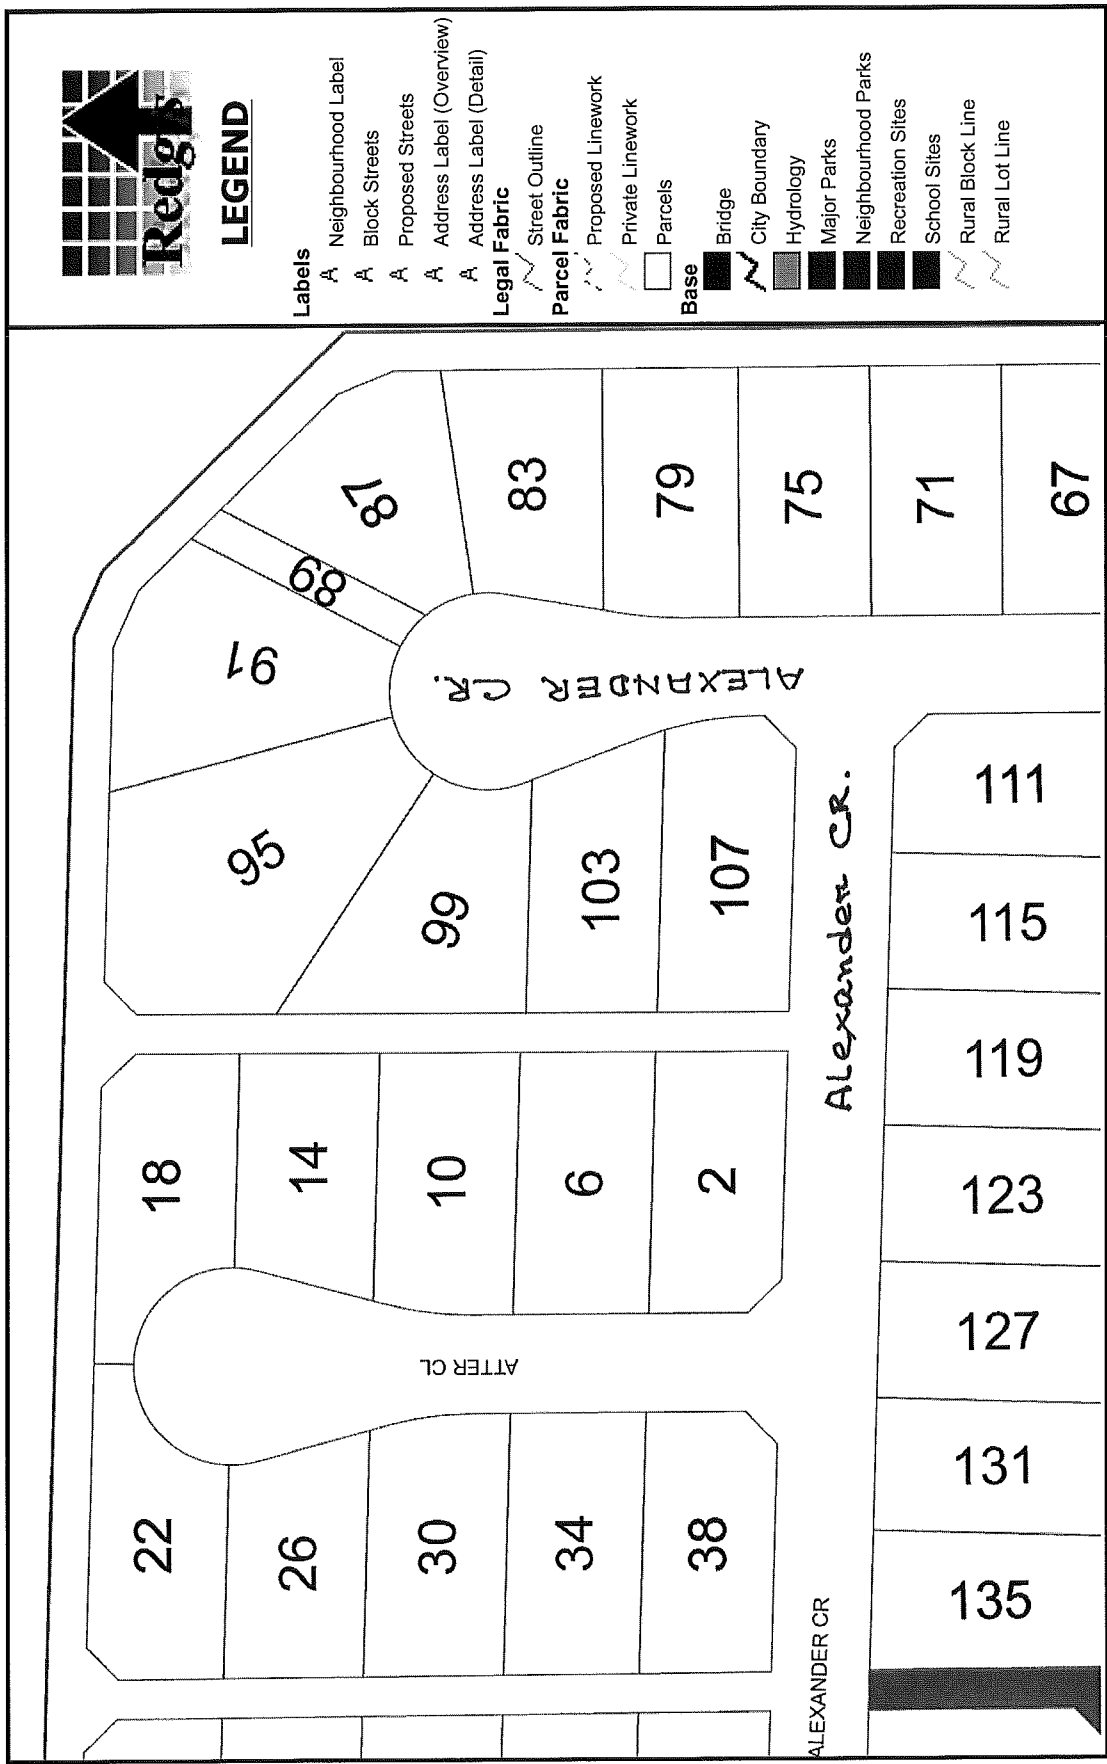 Redgis
LEGEND
Labels
A Neighbourhood Label
A Block Streets
A Proposed Streets
A Address Label (Overview)
A Address Label (Detail)
Legal Fabric
Street Outline
Parcel Fabric
Proposed Linework
Private Linework
Parcels
Base
Bridge
City Boundary
Hydrology
Major Parks
Neighbourhood Parks
Recreation Sites
School Sites
Rural Block Line
Rural Lot Line
87
83
79
75
71
67
89
91
ALEXANDER CR.
95
99
103
107
Alexander CR.
111
115
119
123
127
131
135
18
14
10
6
2
ATTER CL
22
26
30
34
38
ALEXANDER CR